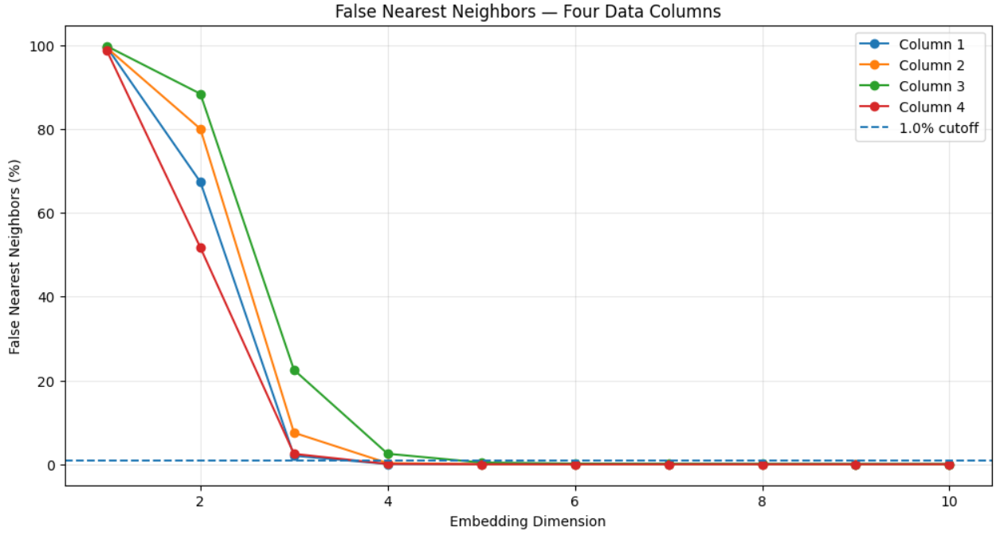 False Nearest Neighbors — Four Data Columns
False Nearest Neighbors (%)
100
80
60
40
20
0
2
4
6
8
10
Embedding Dimension
Column 1
Column 2
Column 3
Column 4
1.0% cutoff